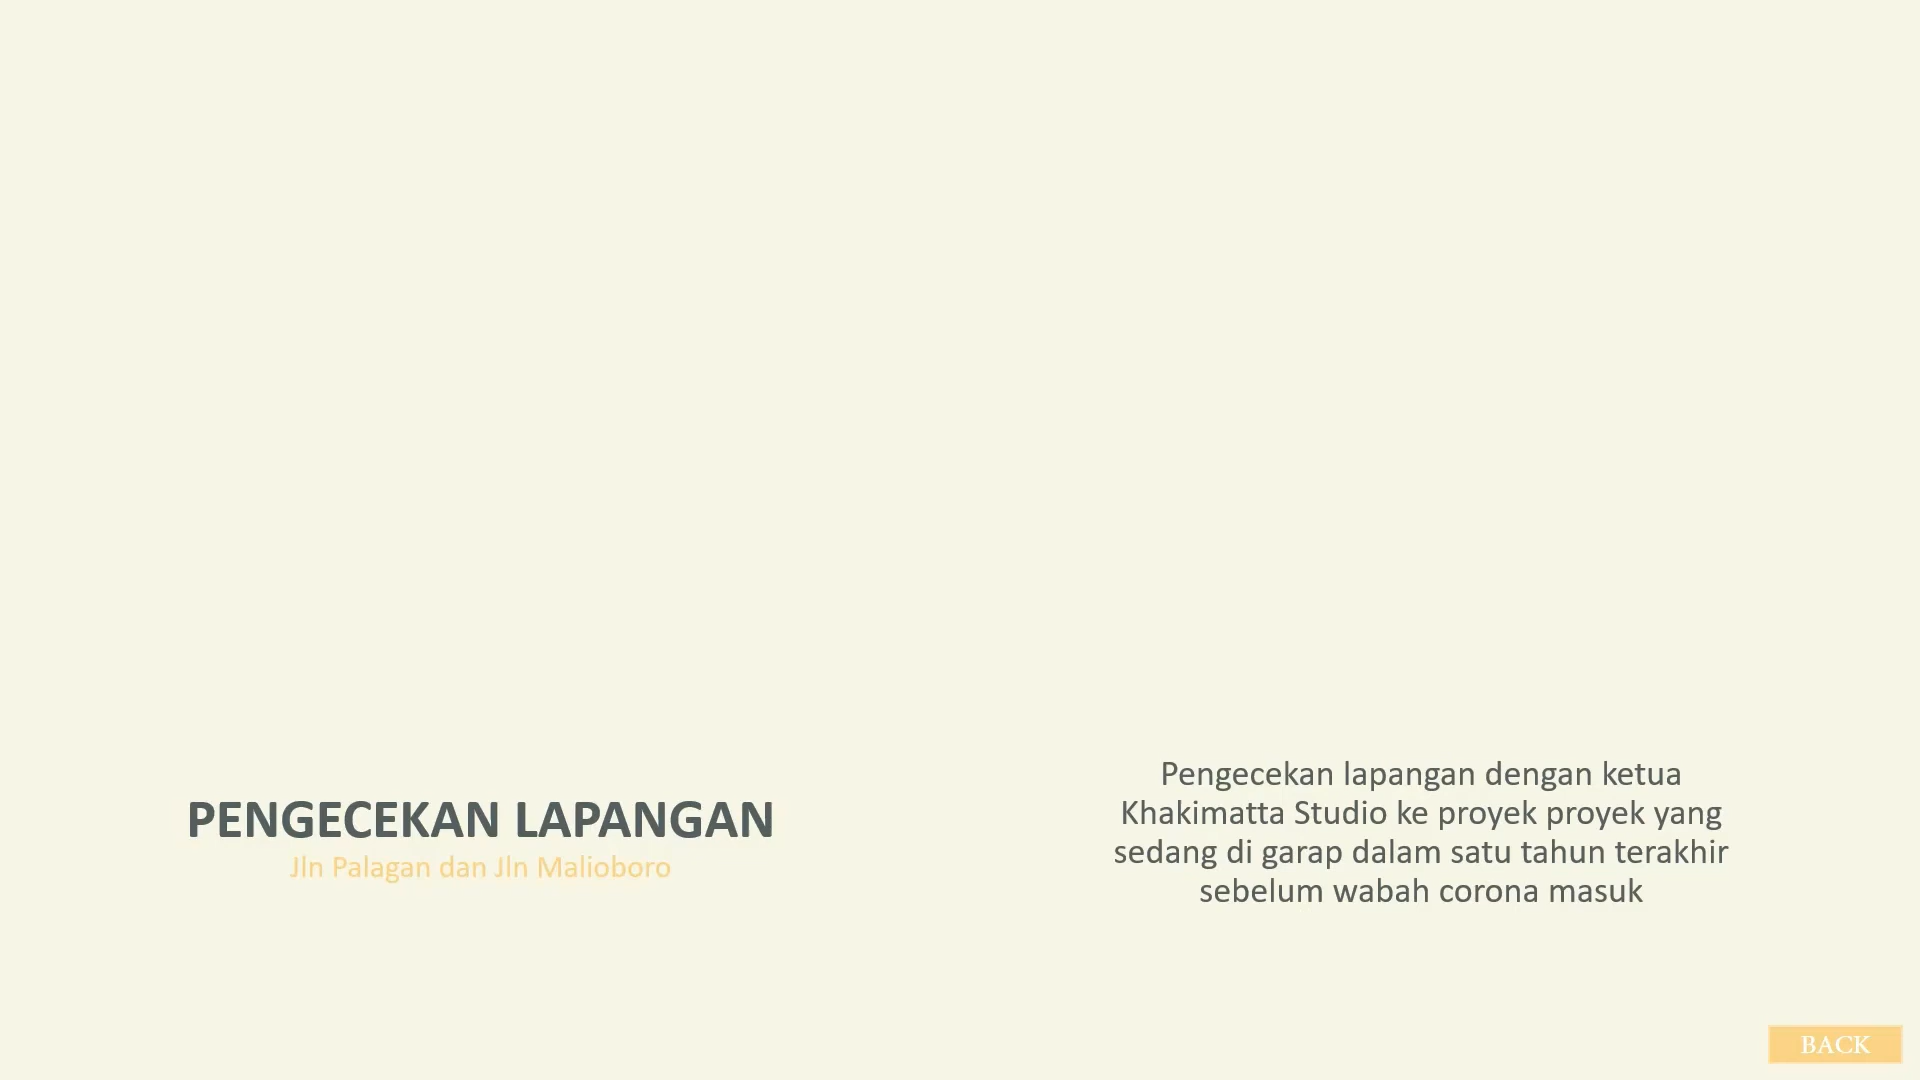 PENGECEKAN LAPANGAN
Jln Palagan dan Jln Malioboro
Pengecekan lapangan dengan ketua
Khakimatta Studio ke proyek proyek yang
sedang di garap dalam satu tahun terakhir
sebelum wabah corona masuk
BACK